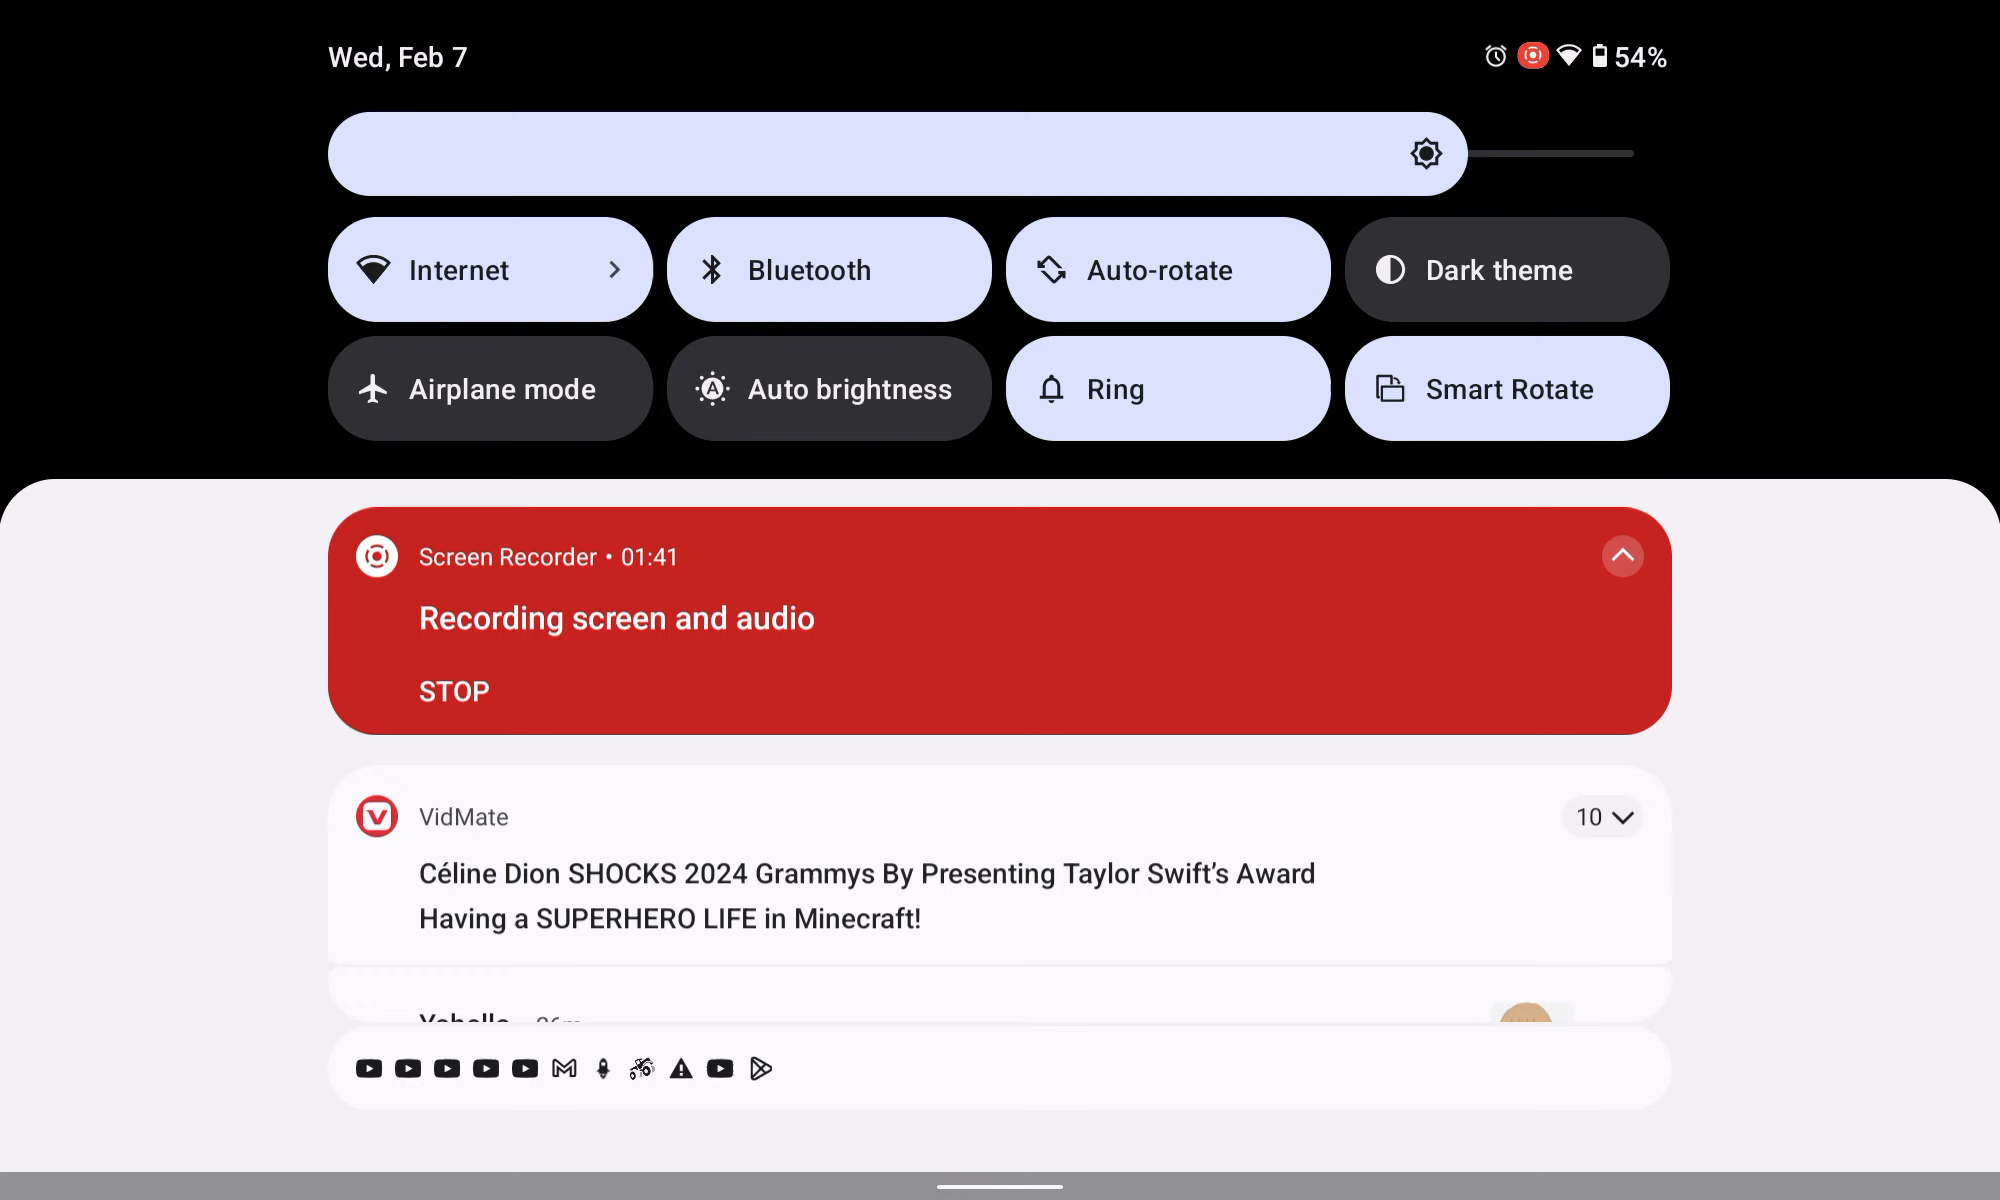 Wed, Feb 7
54%
Internet
Bluetooth
Auto-rotate
Dark theme
Airplane mode
Auto brightness
Ring
Smart Rotate
Screen Recorder • 01:41
Recording screen and audio
STOP
VidMate
10
Céline Dion SHOCKS 2024 Grammys By Presenting Taylor Swift’s Award
Having a SUPERHERO LIFE in Minecraft!